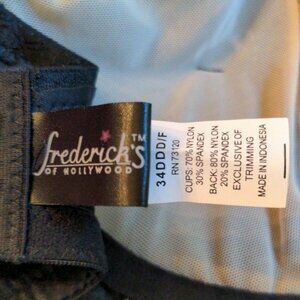 frederick's™
OF HOLLYWOOD
34DDD/F
RN 73120
CUPS: 70% NYLON
30% SPANDEX
BACK: 80% NYLON
20% SPANDEX
EXCLUSIVE OF
TRIMMING
MADE IN INDONESIA